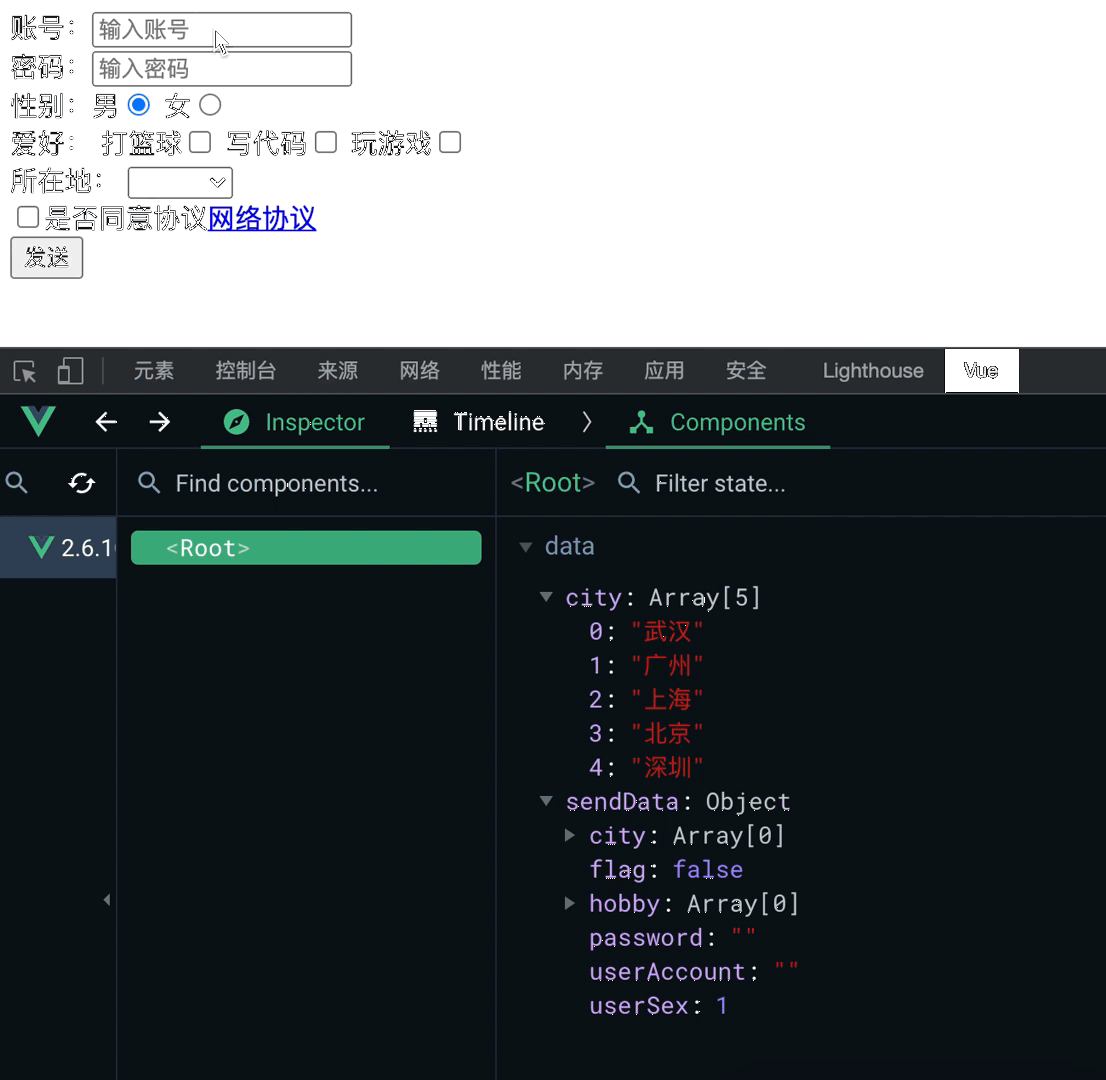 账号： 输入账号
密码： 输入密码
性别： 男 女
爱好： 打篮球 写代码 玩游戏
所在地：
是否同意协议网络协议
发送
元素 控制台 来源 网络 性能 内存 应用 安全 Lighthouse Vue
Inspector Timeline Components
Find components... <Root> Filter state...
2.6.1
<Root>
data
city: Array[5]
0: "武汉"
1: "广州"
2: "上海"
3: "北京"
4: "深圳"
sendData: Object
city: Array[0]
flag: false
hobby: Array[0]
password: ""
userAccount: ""
userSex: 1